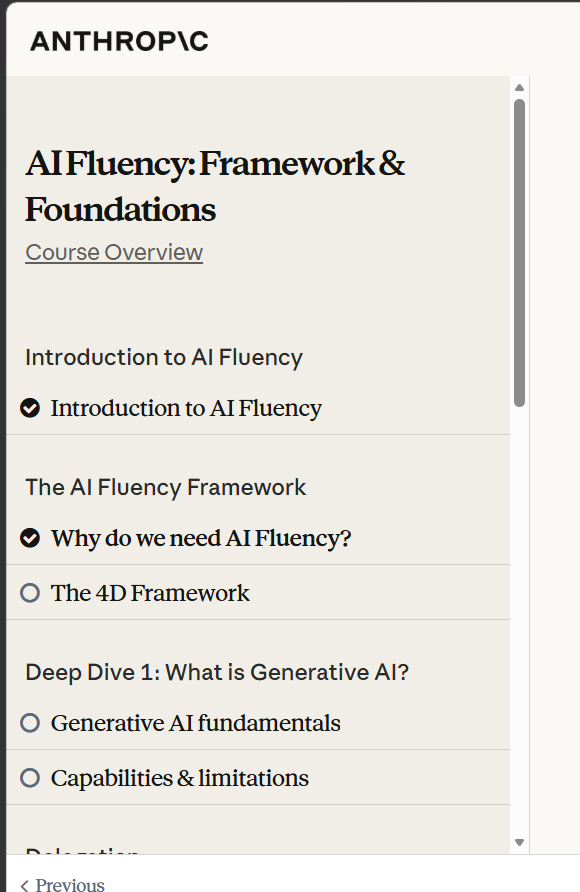 ANTHROP\C
AI Fluency: Framework &
Foundations
Course Overview
Introduction to AI Fluency
Introduction to AI Fluency
The AI Fluency Framework
Why do we need AI Fluency?
The 4D Framework
Deep Dive 1: What is Generative AI?
Generative AI fundamentals
Capabilities & limitations
Delegation
Previous